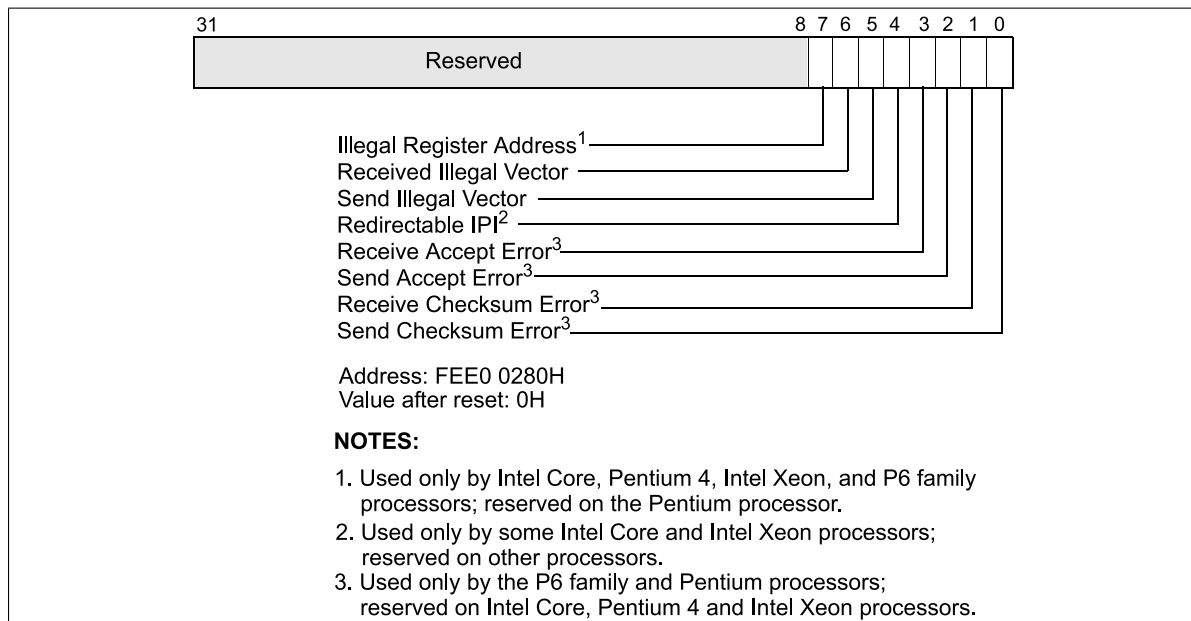 31 8 7 6 5 4 3 2 1 0
Reserved
Illegal Register Address1
Received Illegal Vector
Send Illegal Vector
Redirectable IPI2
Receive Accept Error3
Send Accept Error3
Receive Checksum Error3
Send Checksum Error3
Address: FEE0 0280H
Value after reset: 0H
NOTES:
1. Used only by Intel Core, Pentium 4, Intel Xeon, and P6 family
processors; reserved on the Pentium processor.
2. Used only by some Intel Core and Intel Xeon processors;
reserved on other processors.
3. Used only by the P6 family and Pentium processors;
reserved on Intel Core, Pentium 4 and Intel Xeon processors.